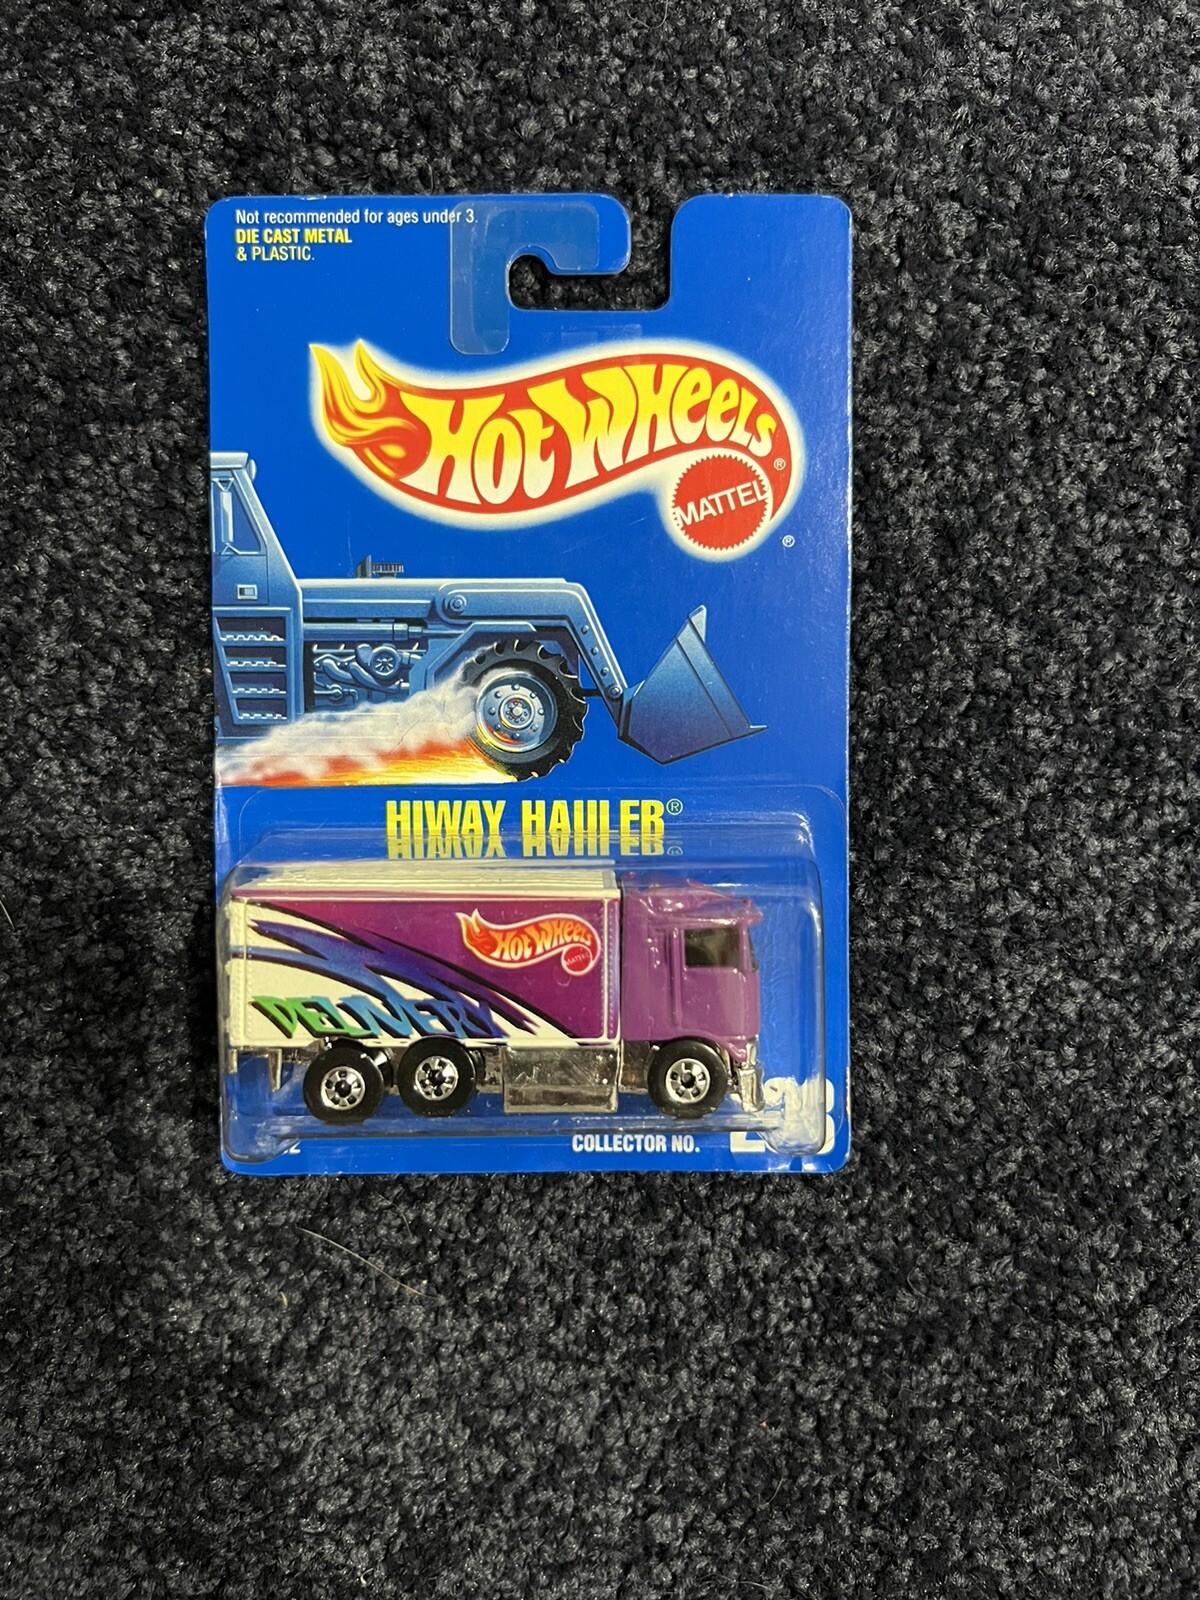 Not recommended for ages under 3.
DIE CAST METAL
& PLASTIC.
HOT WHEELS®
MATTEL
®
HIWAY HAULER®
HOT WHEELS
MATTEL
DELIVERY
COLLECTOR NO.